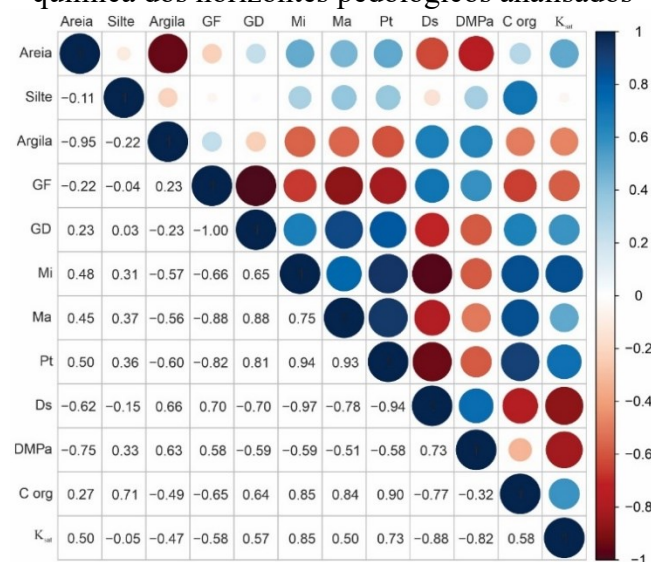 química dos horizontes pedológicos analisados
Areia Silte Argila GF GD Mi Ma Pt Ds DMPa C org K sat
Areia
Silte −0.11
Argila −0.95 −0.22
GF −0.22 −0.04 0.23
GD 0.23 0.03 −0.23 −1.00
Mi 0.48 0.31 −0.57 −0.66 0.65
Ma 0.45 0.37 −0.56 −0.88 0.88 0.75
Pt 0.50 0.36 −0.60 −0.82 0.81 0.94 0.93
Ds −0.62 −0.15 0.66 0.70 −0.70 −0.97 −0.78 −0.94
DMPa −0.75 0.33 0.63 0.58 −0.59 −0.59 −0.51 −0.58 0.73
C org 0.27 0.71 −0.49 −0.65 0.64 0.85 0.84 0.90 −0.77 −0.32
K sat 0.50 −0.05 −0.47 −0.58 0.57 0.85 0.50 0.73 −0.88 −0.82 0.58
1
0.8
0.6
0.4
0.2
0
−0.2
−0.4
−0.6
−0.8
−1